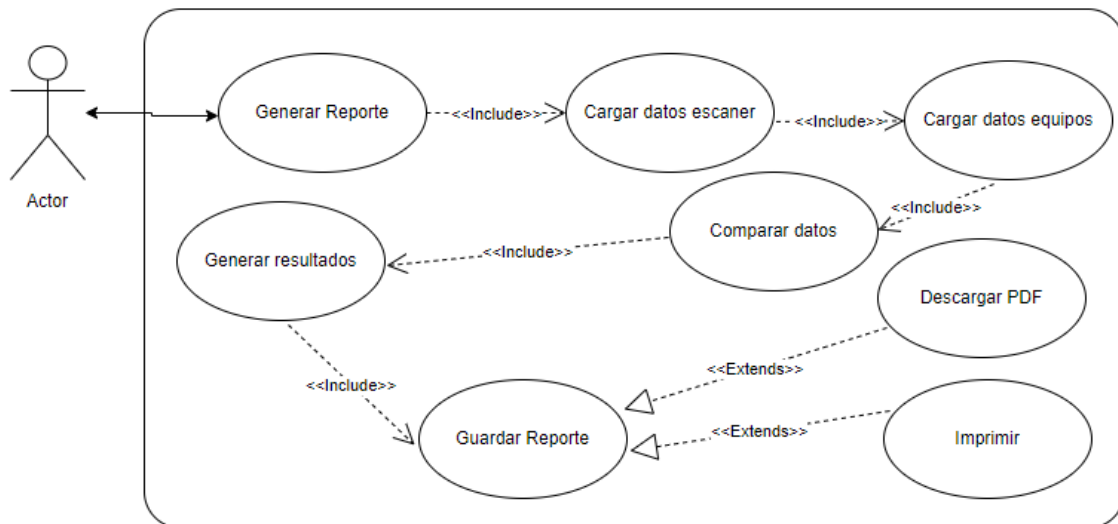 Actor
Generar Reporte
<<Include>>
Cargar datos escaner
<<Include>>
Cargar datos equipos
<<Include>>
Comparar datos
<<Include>>
Generar resultados
<<Include>>
Guardar Reporte
<<Extends>>
Descargar PDF
<<Extends>>
Imprimir